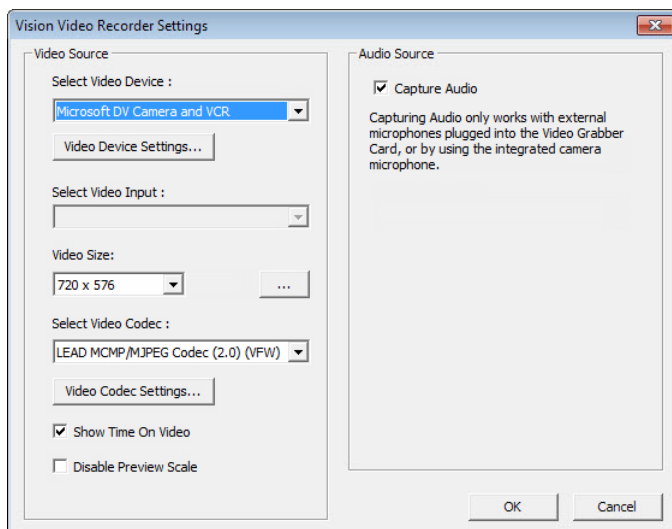 Vision Video Recorder Settings
Video Source
Select Video Device :
Microsoft DV Camera and VCR
Video Device Settings...
Select Video Input :
Video Size:
720 x 576
...
Select Video Codec :
LEAD MCMP/MJPEG Codec (2.0) (VFW)
Video Codec Settings...
Show Time On Video
Disable Preview Scale
Audio Source
Capture Audio
Capturing Audio only works with external
microphones plugged into the Video Grabber
Card, or by using the integrated camera
microphone.
OK
Cancel